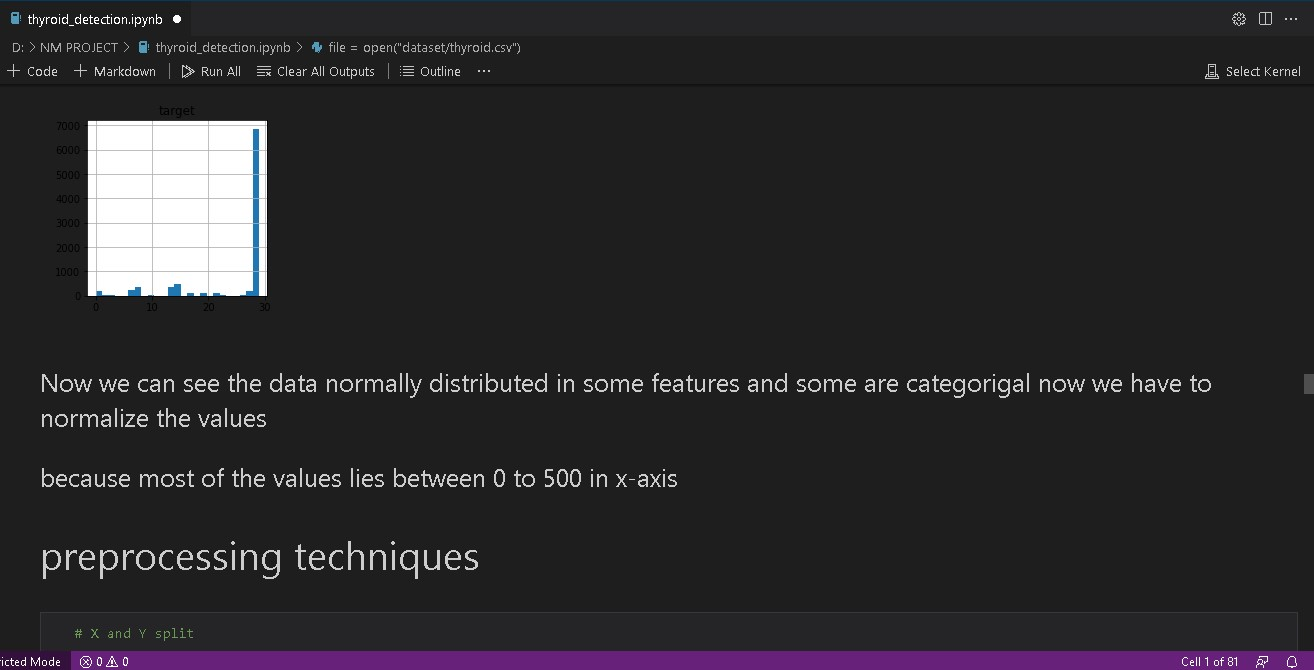 thyroid_detection.ipynb
D: > NM PROJECT > thyroid_detection.ipynb > file = open("dataset/thyroid.csv")
+ Code + Markdown Run All Clear All Outputs Outline ... Select Kernel
target
7000
6000
5000
4000
3000
2000
1000
0
0 10 20 30
Now we can see the data normally distributed in some features and some are categorigal now we have to
normalize the values
because most of the values lies between 0 to 500 in x-axis
preprocessing techniques
# X and Y split
ricted Mode 0 0 Cell 1 of 81